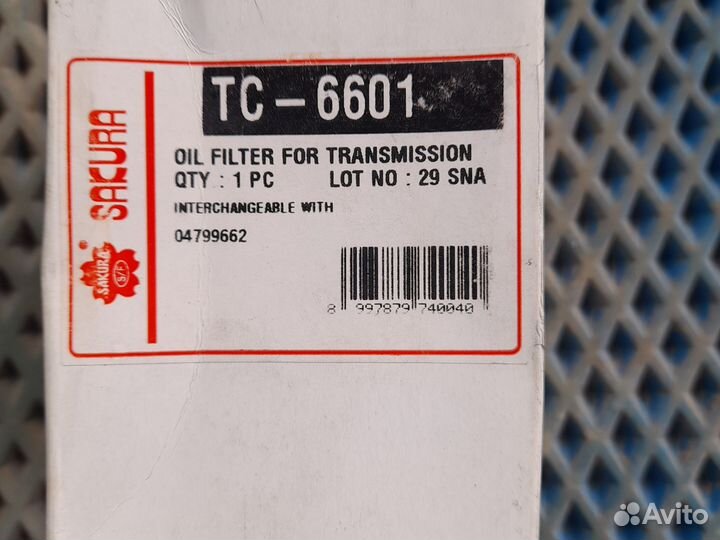 TC-6601
OIL FILTER FOR TRANSMISSION
QTY : 1 PC LOT NO : 29 SNA
INTERCHANGEABLE WITH
04799662
8 997879 740040
SAKURA
SAKURA
S/F
Avito